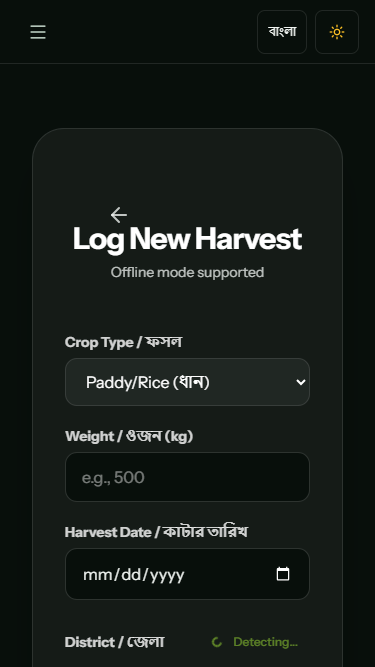 বাংলা
Log New Harvest
Offline mode supported
Crop Type / ফসল
Paddy/Rice (ধান)
Weight / ওজন (kg)
e.g., 500
Harvest Date / কাটার তারিখ
mm/dd/yyyy
District / জেলা Detecting...